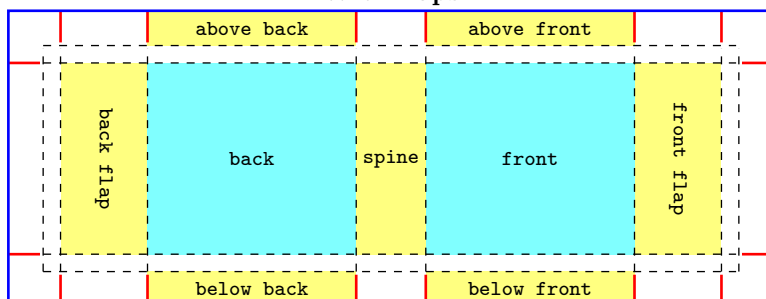 above back
above front
back flap
back
spine
front
front flap
below back
below front